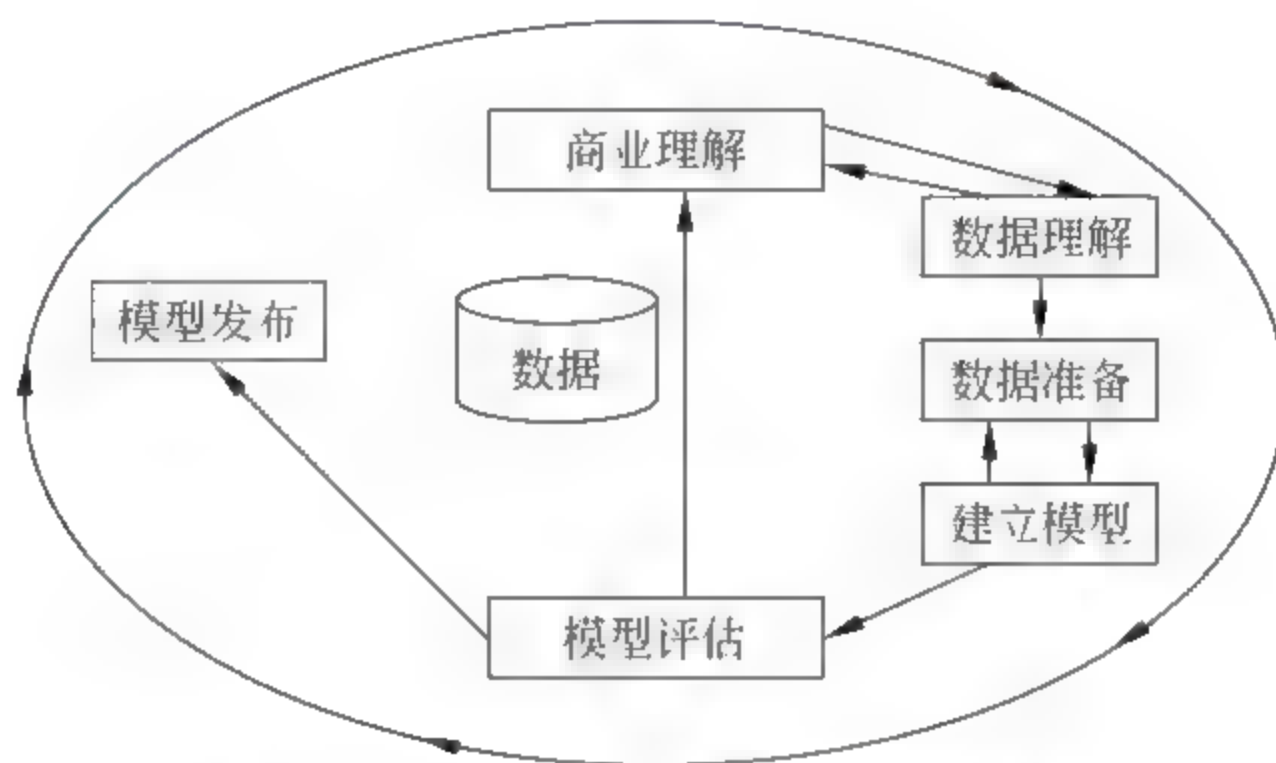 商业理解
数据理解
模型发布
数据
数据准备
建立模型
模型评估